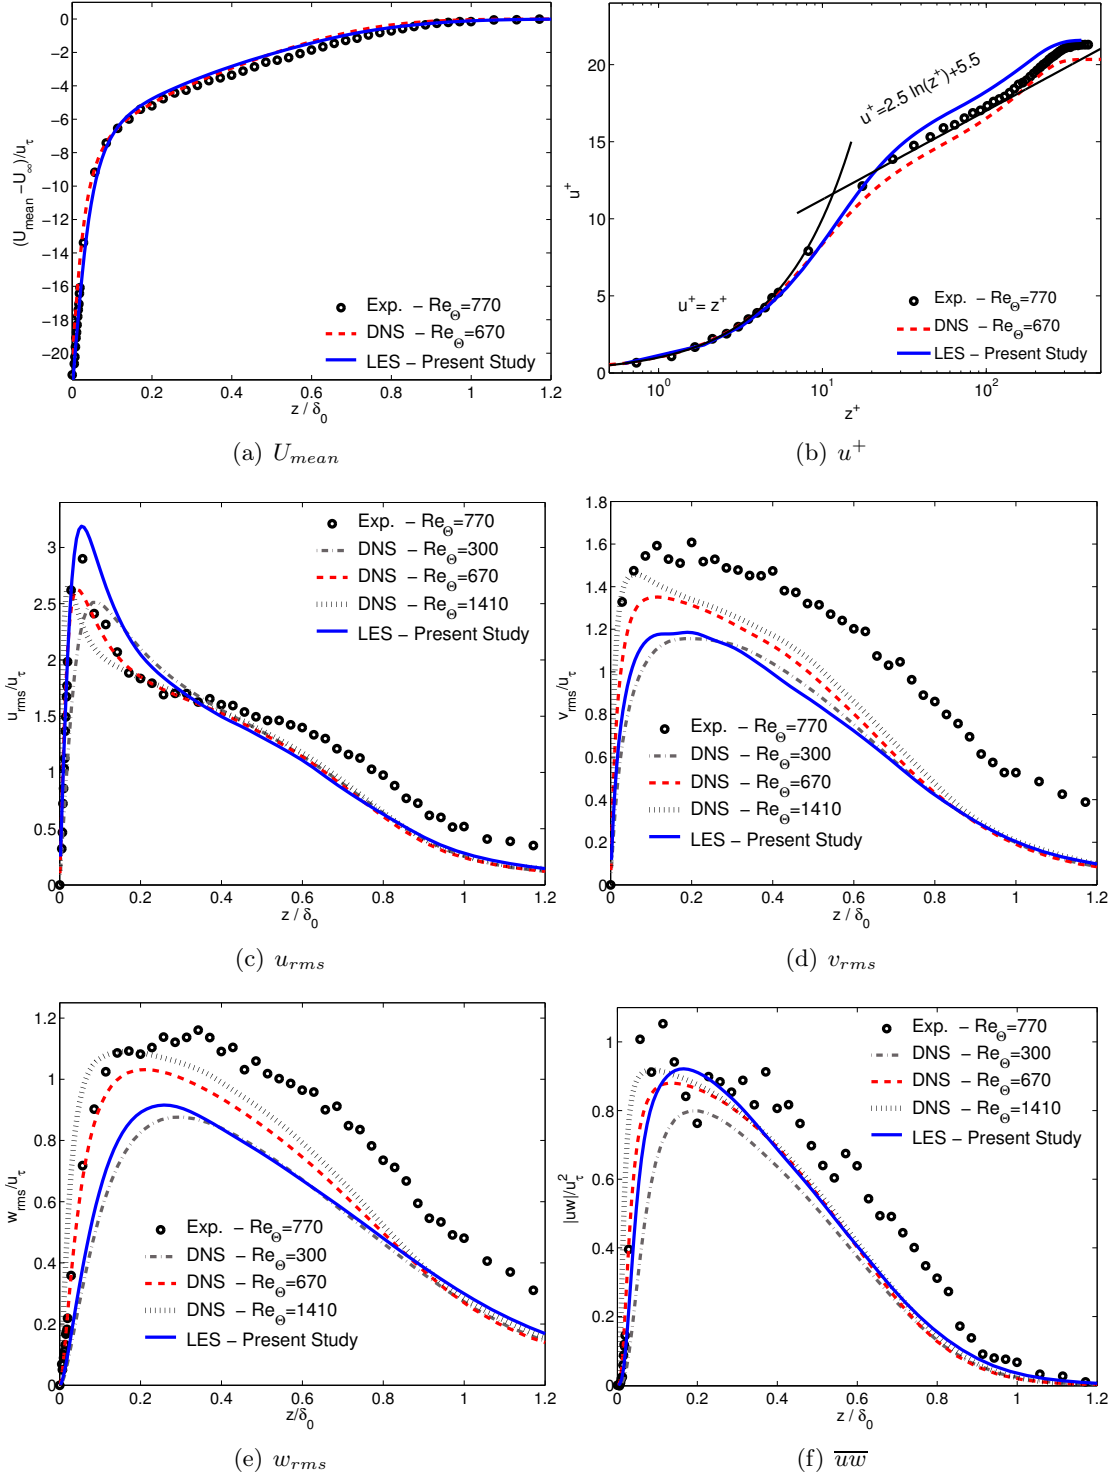 0
−2
−4
−6
−8
−10
−12
−14
−16
−18
−20
(U_mean −U_∞)/u_τ
Exp. − Re_Θ=770
DNS − Re_Θ=670
LES − Present Study
0 0.2 0.4 0.6 0.8 1 1.2
z / δ_0
(a) U_mean
20
15
10
5
0
u^+
u^+=2.5 ln(z^+)+5.5
u^+= z^+
Exp. − Re_Θ=770
DNS − Re_Θ=670
LES − Present Study
10^0 10^1 10^2
z^+
(b) u^+
3
2.5
2
1.5
1
0.5
0
u_rms/u_τ
Exp. − Re_Θ=770
DNS − Re_Θ=300
DNS − Re_Θ=670
DNS − Re_Θ=1410
LES − Present Study
0 0.2 0.4 0.6 0.8 1 1.2
z / δ_0
(c) u_rms
1.8
1.6
1.4
1.2
1
0.8
0.6
0.4
0.2
0
v_rms/u_τ
Exp. − Re_Θ=770
DNS − Re_Θ=300
DNS − Re_Θ=670
DNS − Re_Θ=1410
LES − Present Study
0 0.2 0.4 0.6 0.8 1 1.2
z / δ_0
(d) v_rms
1.2
1
0.8
0.6
0.4
0.2
0
w_rms/u_τ
Exp. − Re_Θ=770
DNS − Re_Θ=300
DNS − Re_Θ=670
DNS − Re_Θ=1410
LES − Present Study
0 0.2 0.4 0.6 0.8 1 1.2
z/δ_0
(e) w_rms
1
0.8
0.6
0.4
0.2
0
|uw|/u_τ^2
Exp. − Re_Θ=770
DNS − Re_Θ=300
DNS − Re_Θ=670
DNS − Re_Θ=1410
LES − Present Study
0 0.2 0.4 0.6 0.8 1 1.2
z / δ_0
(f) u̅w̅